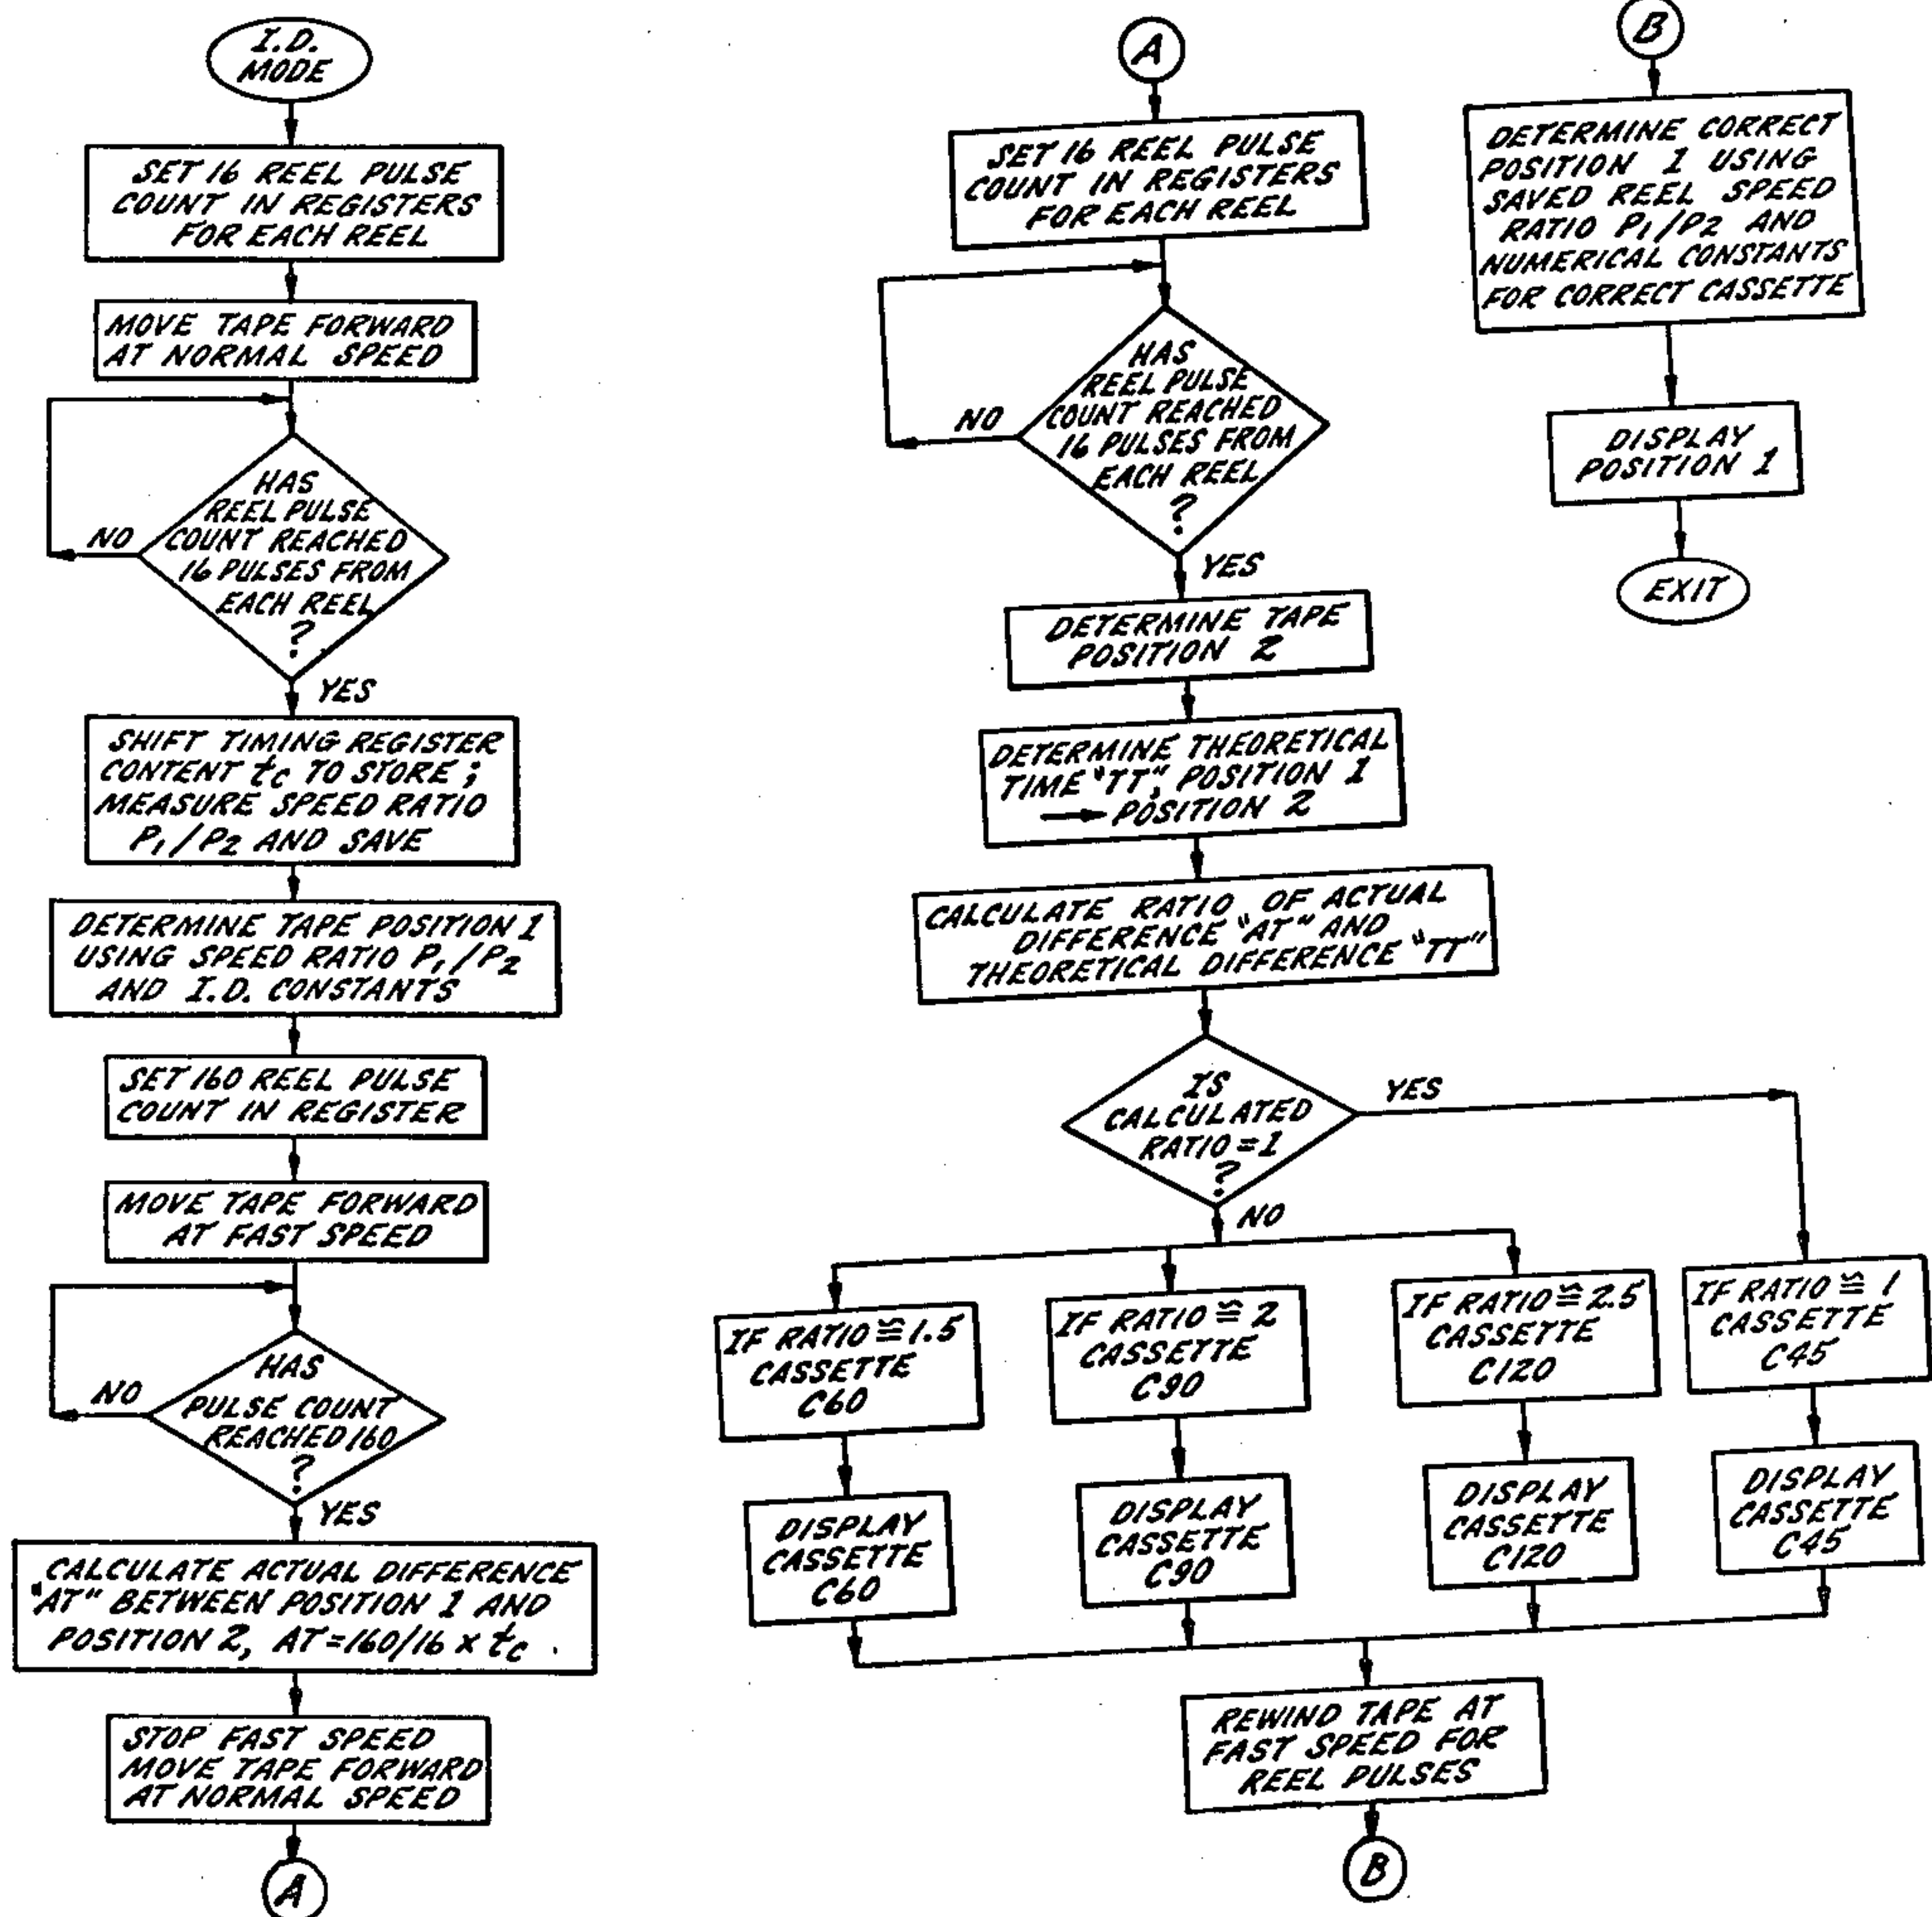 I.D.
MODE
SET 16 REEL PULSE
COUNT IN REGISTERS
FOR EACH REEL
MOVE TAPE FORWARD
AT NORMAL SPEED
HAS
REEL PULSE
COUNT REACHED
16 PULSES FROM
EACH REEL
?
NO
YES
SHIFT TIMING REGISTER
CONTENT tc TO STORE;
MEASURE SPEED RATIO
P1/P2 AND SAVE
DETERMINE TAPE POSITION 1
USING SPEED RATIO P1/P2
AND I.D. CONSTANTS
SET 160 REEL PULSE
COUNT IN REGISTER
MOVE TAPE FORWARD
AT FAST SPEED
HAS
PULSE COUNT
REACHED 160
?
NO
YES
CALCULATE ACTUAL DIFFERENCE
"AT" BETWEEN POSITION 1 AND
POSITION 2, AT=160/16 x tc
STOP FAST SPEED
MOVE TAPE FORWARD
AT NORMAL SPEED
A
A
SET 16 REEL PULSE
COUNT IN REGISTERS
FOR EACH REEL
HAS
REEL PULSE
COUNT REACHED
16 PULSES FROM
EACH REEL
?
NO
YES
DETERMINE TAPE
POSITION 2
DETERMINE THEORETICAL
TIME "TT", POSITION 1
→ POSITION 2
CALCULATE RATIO OF ACTUAL
DIFFERENCE "AT" AND
THEORETICAL DIFFERENCE "TT"
IS
CALCULATED
RATIO=1
?
YES
NO
IF RATIO ≅ 1.5
CASSETTE
C60
IF RATIO ≅ 2
CASSETTE
C90
IF RATIO ≅ 2.5
CASSETTE
C120
IF RATIO ≅ 1
CASSETTE
C45
DISPLAY
CASSETTE
C60
DISPLAY
CASSETTE
C90
DISPLAY
CASSETTE
C120
DISPLAY
CASSETTE
C45
REWIND TAPE AT
FAST SPEED FOR
REEL PULSES
B
B
DETERMINE CORRECT
POSITION 1 USING
SAVED REEL SPEED
RATIO P1/P2 AND
NUMERICAL CONSTANTS
FOR CORRECT CASSETTE
DISPLAY
POSITION 1
EXIT